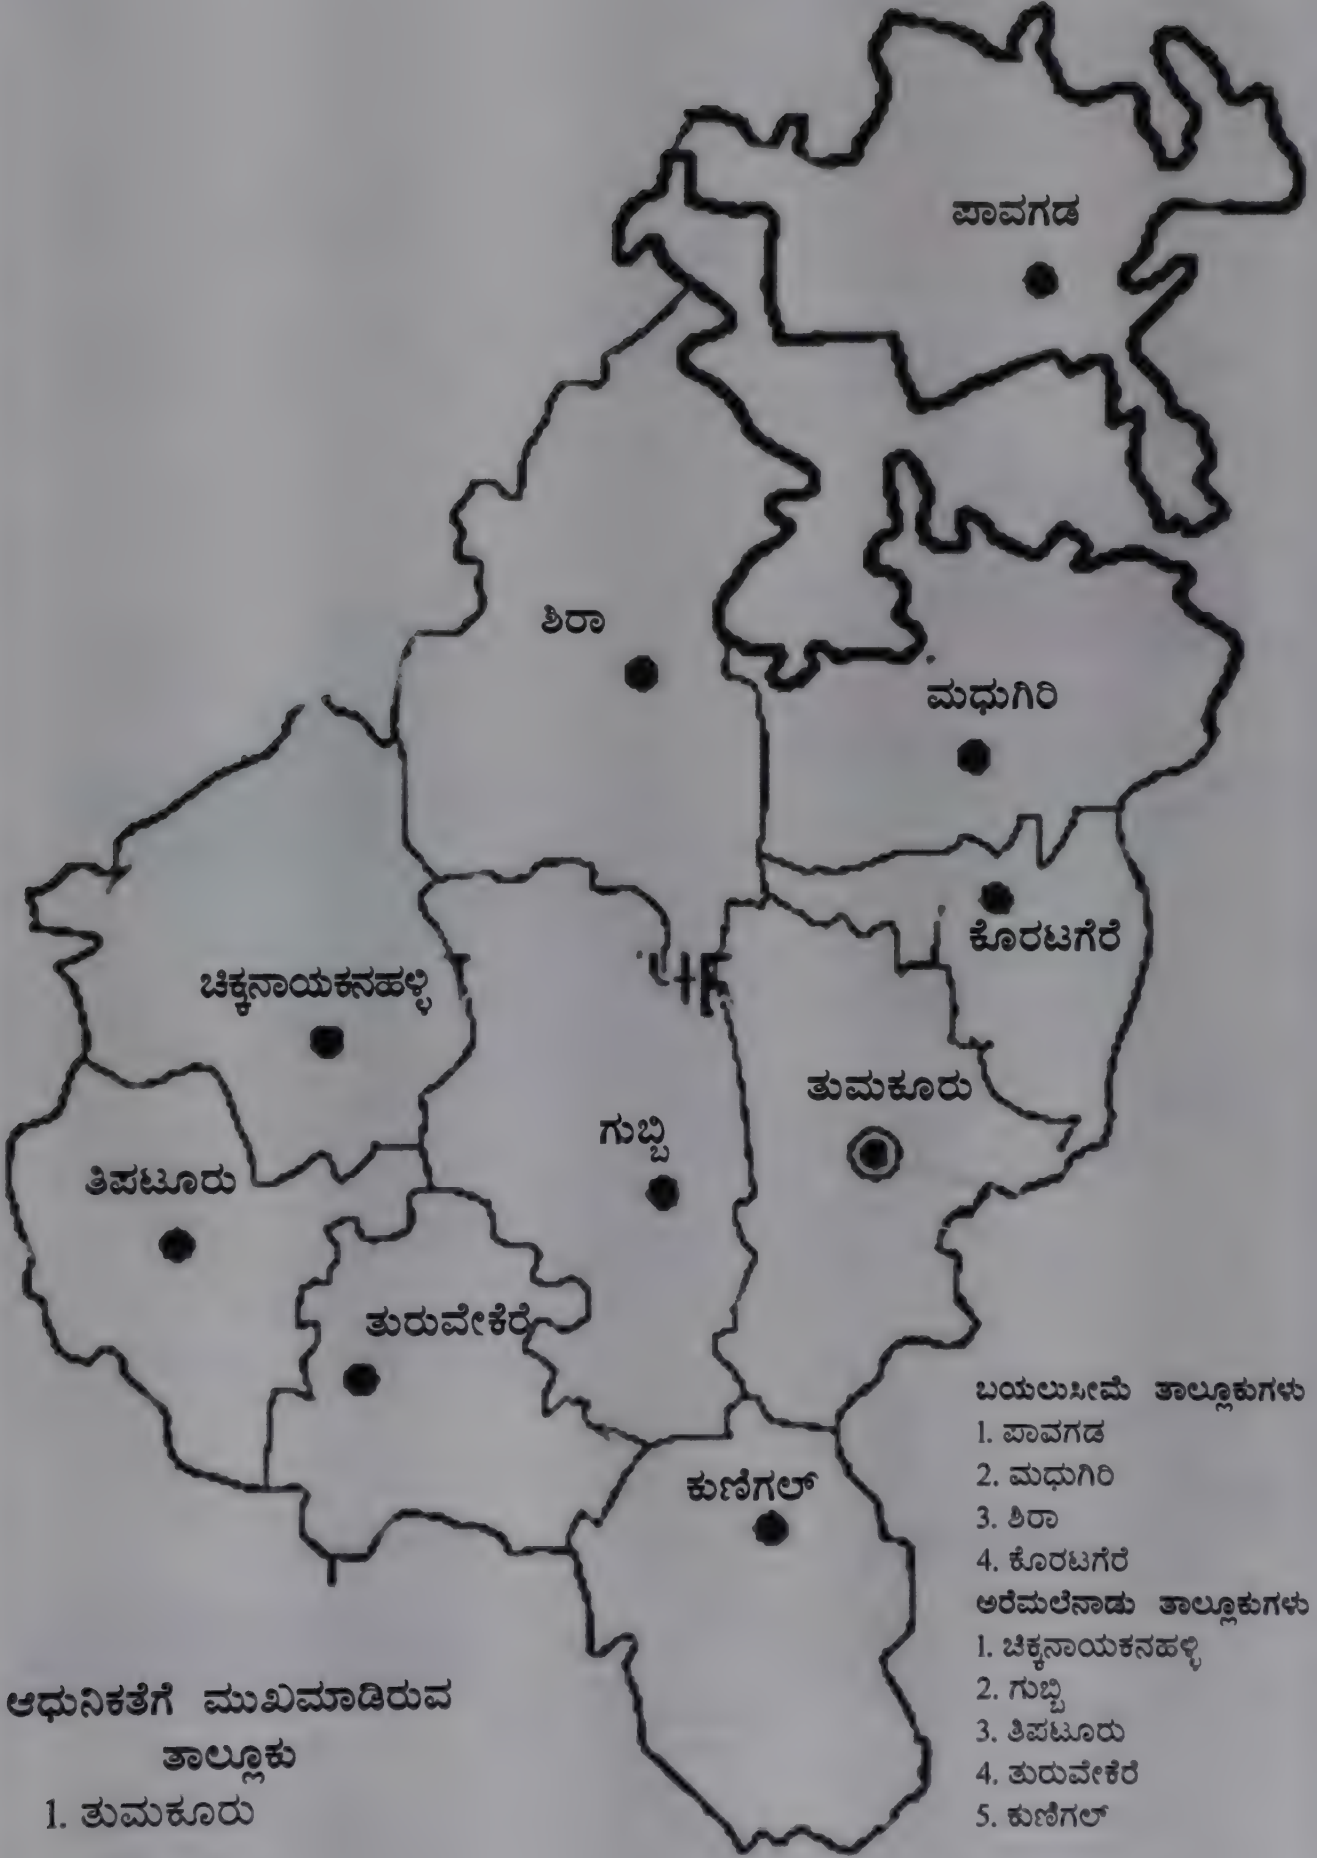 ಪಾವಗಡ
ಶಿರಾ
ಮಧುಗಿರಿ
ಕೊರಟಗೆರೆ
ಚಿಕ್ಕನಾಯಕನಹಳ್ಳಿ
ತುಮಕೂರು
ಗುಬ್ಬಿ
ತಿಪಟೂರು
ತುರುವೇಕೆರೆ
ಕುಣಿಗಲ್
ಬಯಲುಸೀಮೆ ತಾಲ್ಲೂಕುಗಳು
1. ಪಾವಗಡ
2. ಮಧುಗಿರಿ
3. ಶಿರಾ
4. ಕೊರಟಗೆರೆ
ಅರೆಮಲೆನಾಡು ತಾಲ್ಲೂಕುಗಳು
1. ಚಿಕ್ಕನಾಯಕನಹಳ್ಳಿ
2. ಗುಬ್ಬಿ
3. ತಿಪಟೂರು
4. ತುರುವೇಕೆರೆ
5. ಕುಣಿಗಲ್
ಆಧುನಿಕತೆಗೆ ಮುಖಮಾಡಿರುವ
ತಾಲ್ಲೂಕು
1. ತುಮಕೂರು